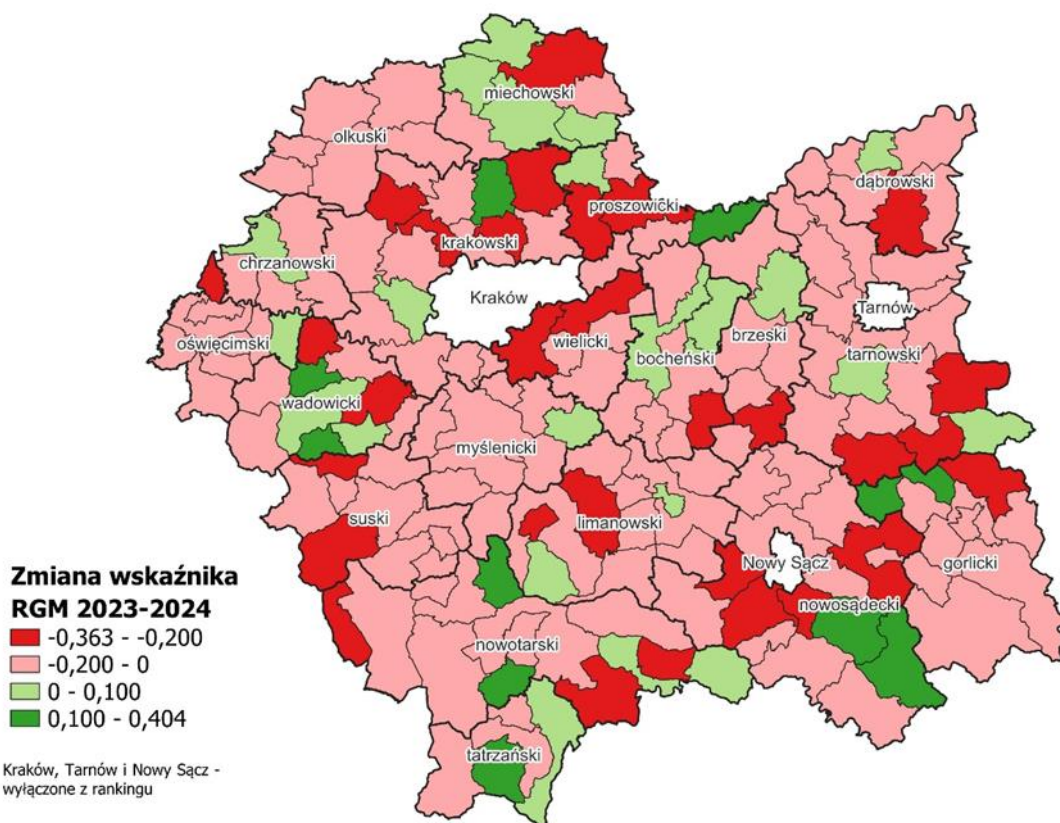 miechowski
olkuski
dąbrowski
proszowicki
krakowski
chrzanowski
Kraków
Tarnów
oświęcimski
wielicki
bocheński
brzeski
tarnowski
wadowicki
myślenicki
suski
limanowski
Nowy Sącz
gorlicki
nowosądecki
nowotarski
tatrzański
Zmiana wskaźnika
RGM 2023-2024
-0,363 - -0,200
-0,200 - 0
0 - 0,100
0,100 - 0,404
Kraków, Tarnów i Nowy Sącz -
wyłączone z rankingu